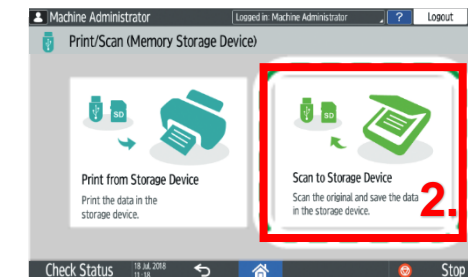 Machine Administrator
Logged in: Machine Administrator
?
Logout
Print/Scan (Memory Storage Device)
SD
Print from Storage Device
Print the data in the
storage device.
SD
Scan to Storage Device
Scan the original and save the data
in the storage device.
2.
Check Status
18 Jul. 2018
11:18
Stop